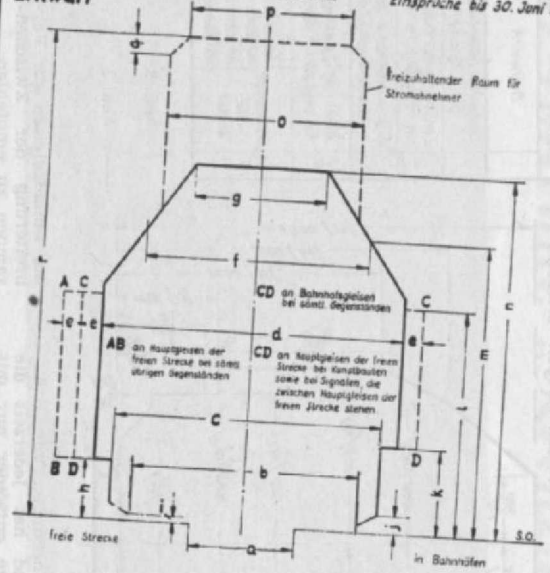 Einsprüche bis 30. Juni
p
q
freizuhaltender Raum für
Stromabnehmer
o
r
g
n
f
m
A C
C
CD an Bahnhofsgleisen
bei sämtl. Gegenständen
e e
d
e
AB an Hauptgleisen der
freien Strecke bei sämtl.
übrigen Gegenständen
CD an Hauptgleisen der freien
Strecke bei Kunstbauten
sowie bei Signalen, die
zwischen Hauptgleisen der
freien Strecke stehen
l
c
B D
D
b
h
k
i
j
a
S.O.
freie Strecke
in Bahnhöfen